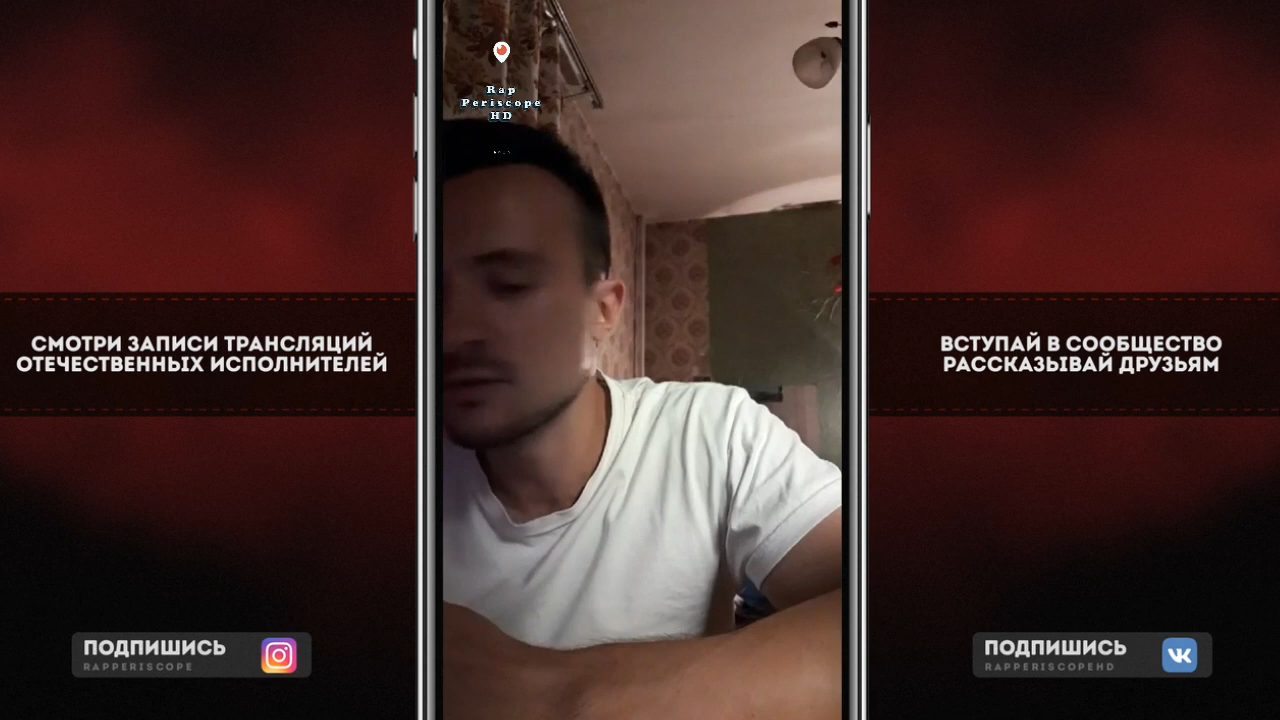 Rap
Periscope
HD
СМОТРИ ЗАПИСИ ТРАНСЛЯЦИЙ
ОТЕЧЕСТВЕННЫХ ИСПОЛНИТЕЛЕЙ
ВСТУПАЙ В СООБЩЕСТВО
РАССКАЗЫВАЙ ДРУЗЬЯМ
ПОДПИШИСЬ
RAPPERISCOPE
ПОДПИШИСЬ
RAPPERISCOPEHD